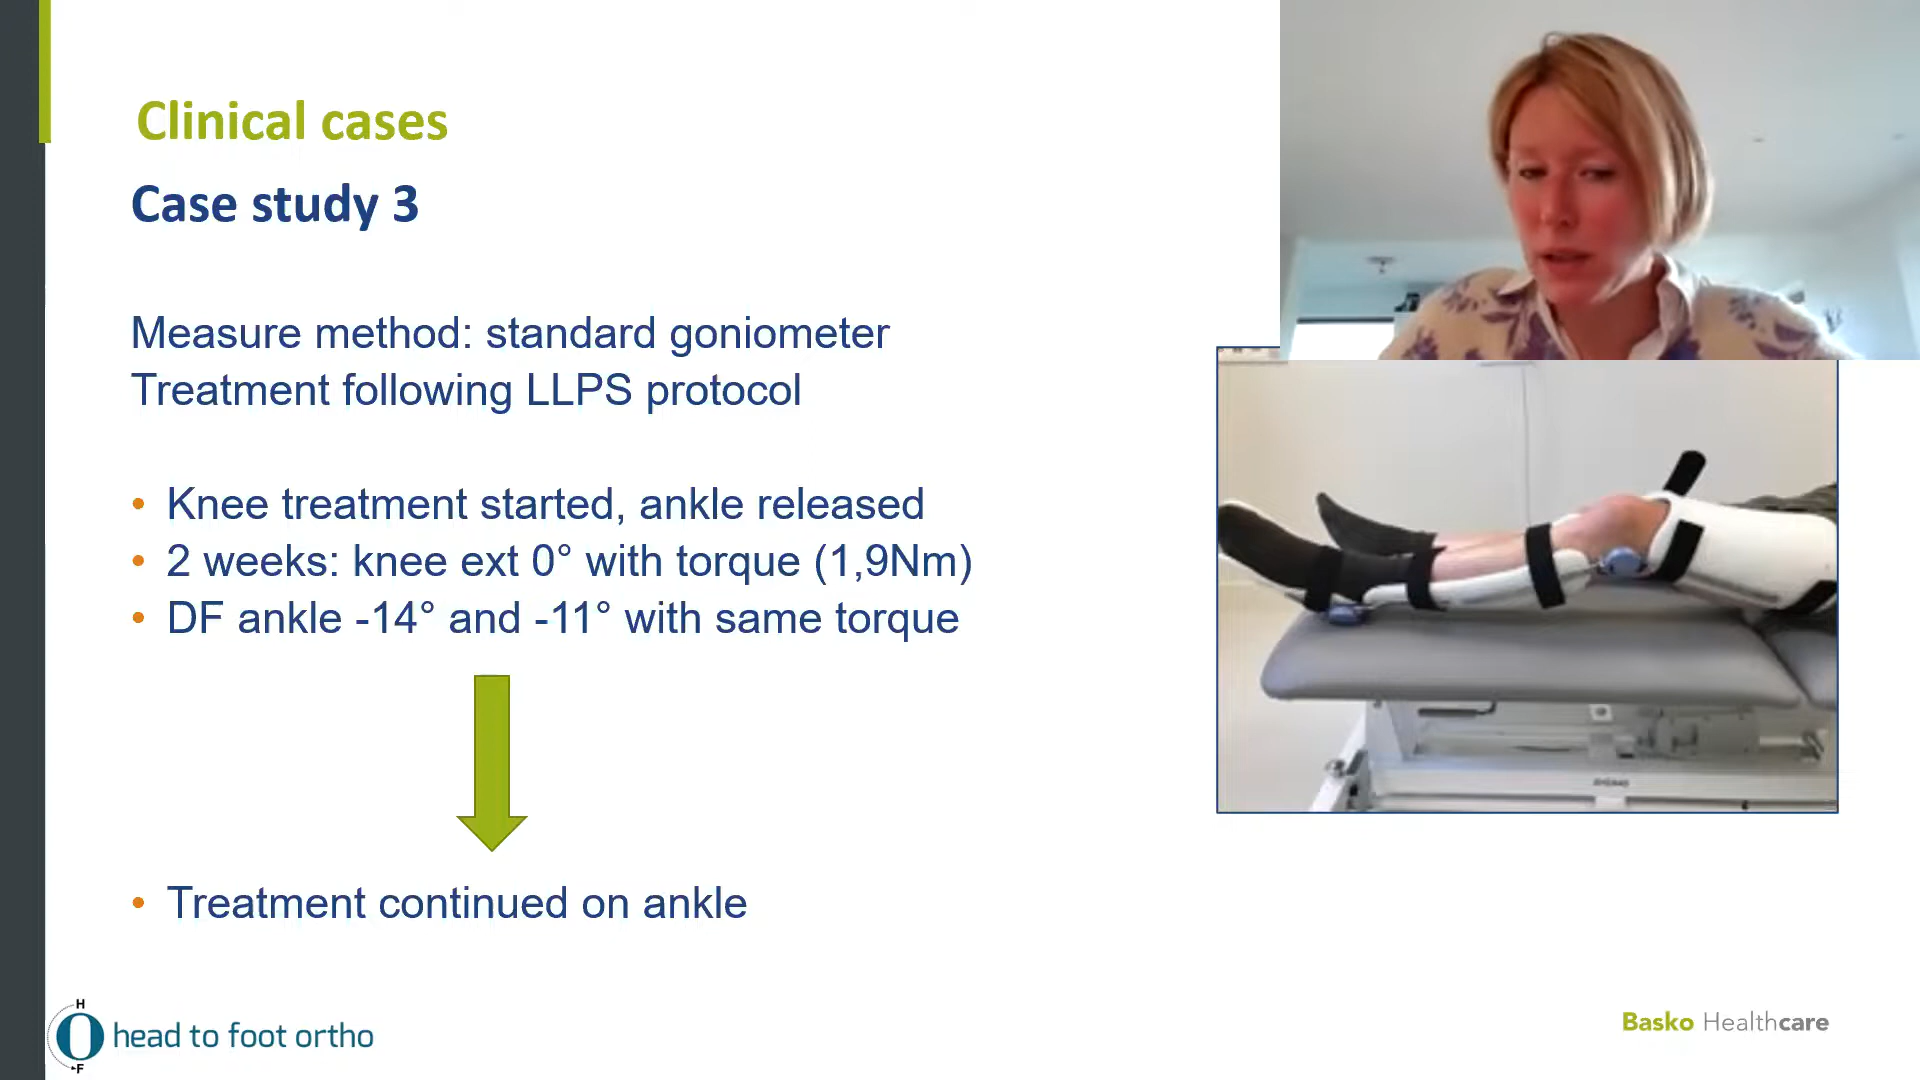 Clinical cases
Case study 3
Measure method: standard goniometer
Treatment following LLPS protocol
• Knee treatment started, ankle released
• 2 weeks: knee ext 0° with torque (1,9Nm)
• DF ankle -14° and -11° with same torque
• Treatment continued on ankle
H
head to foot ortho
F
Basko Healthcare